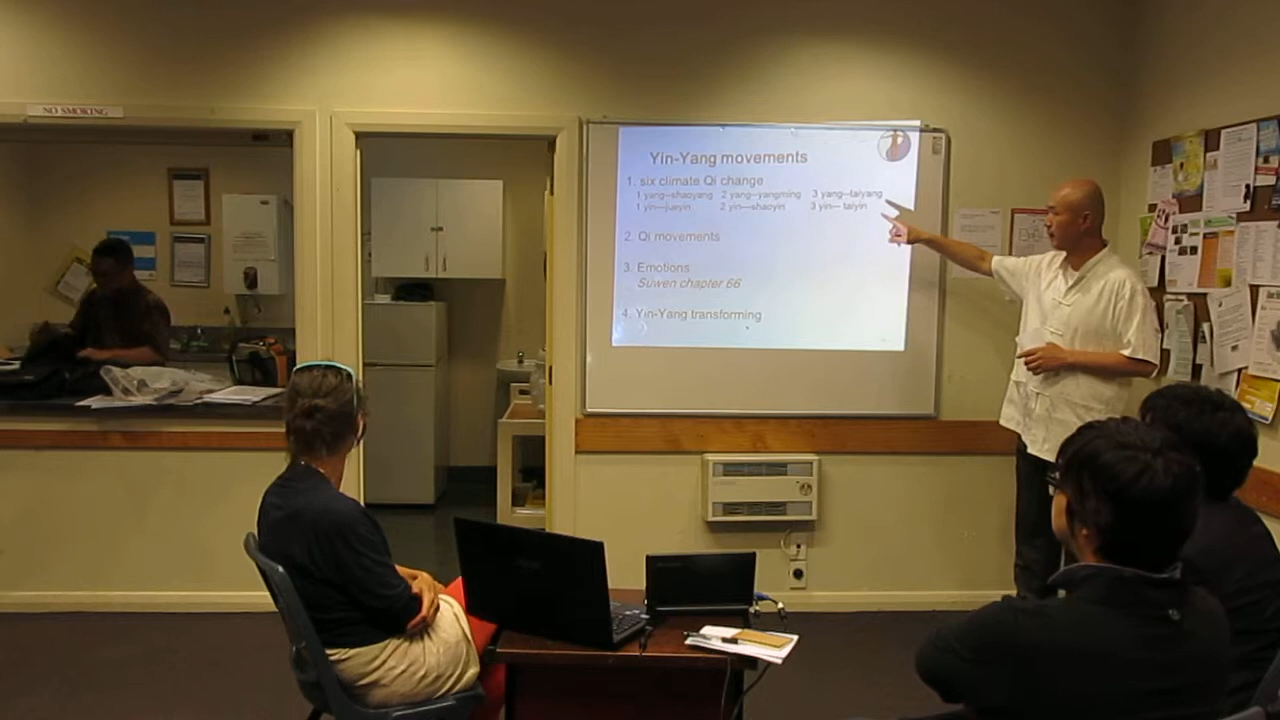 NO SMOKING
Yin-Yang movements
1. six climate Qi change
1 yang--shaoyang 2 yang--yangming 3 yang--taiyang
1 yin---jueyin 2 yin---shaoyin 3 yin-- taiyin
2. Qi movements
3. Emotions
Suwen chapter 66
4. Yin-Yang transforming